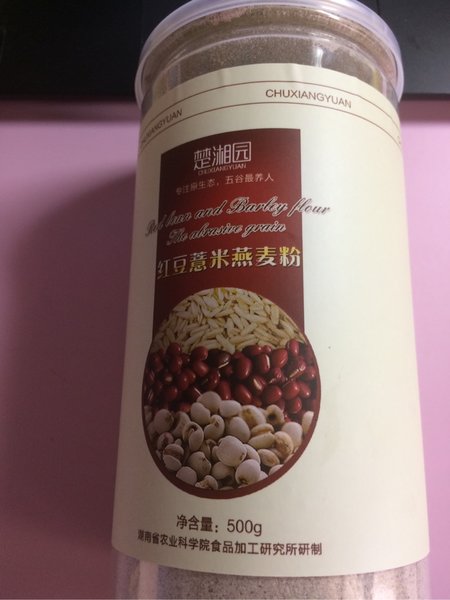 CHUXIANGYUAN
CHUXIANGYUAN
楚湘园
CHUXIANGYUAN
专注原生态，五谷最养人
Red bean and Barley flour
The abrasive grain
红豆薏米燕麦粉
净含量：500g
湖南省农业科学院食品加工研究所研制